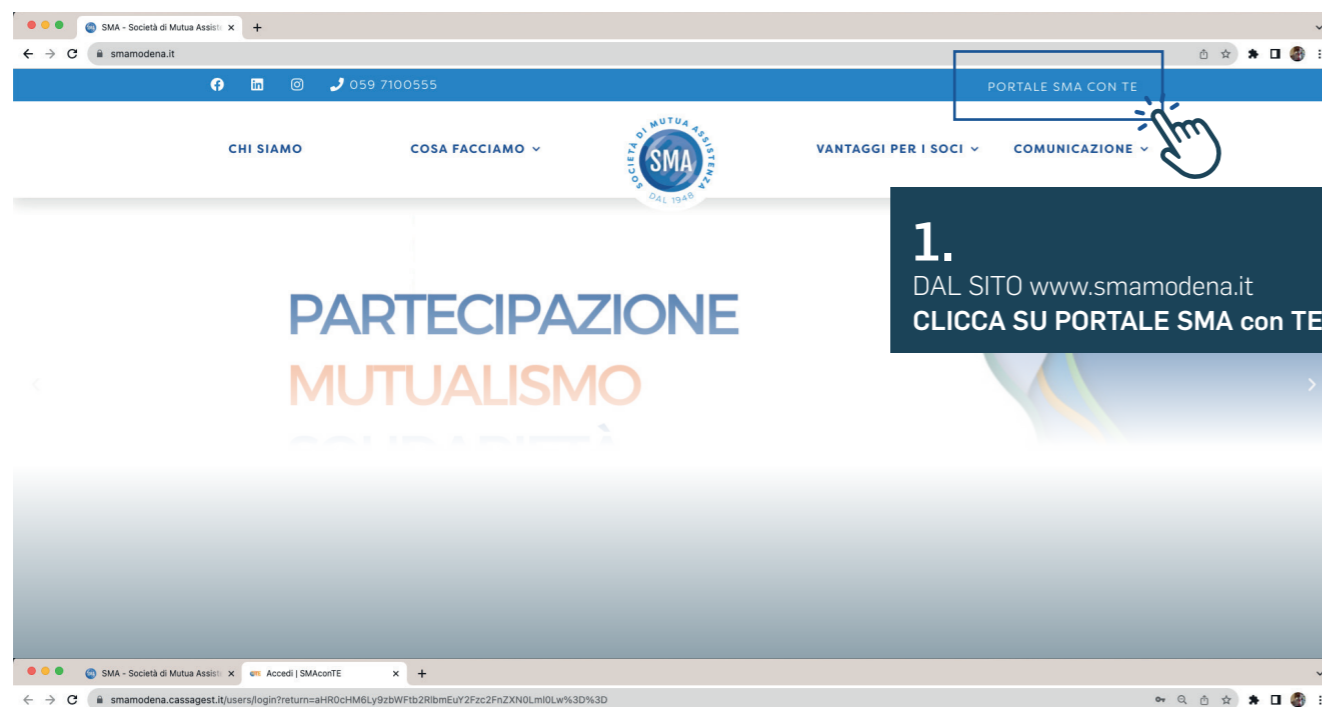 SMA - Società di Mutua Assist
smamodena.it
059 7100555
PORTALE SMA CON TE
CHI SIAMO
COSA FACCIAMO
SOCIETÀ DI MUTUA ASSISTENZA
SMA
DAL 1948
VANTAGGI PER I SOCI
COMUNICAZIONE
1.
DAL SITO www.smamodena.it
CLICCA SU PORTALE SMA con TE
PARTECIPAZIONE
MUTUALISMO
SOLIDARIETÀ
SMA - Società di Mutua Assist
Accedi | SMAconTE
smamodena.cassagest.it/users/login?return=aHR0cHM6Ly9zbWFtb2RlbmEuY2Fzc2FnZXN0Lml0Lw%3D%3D